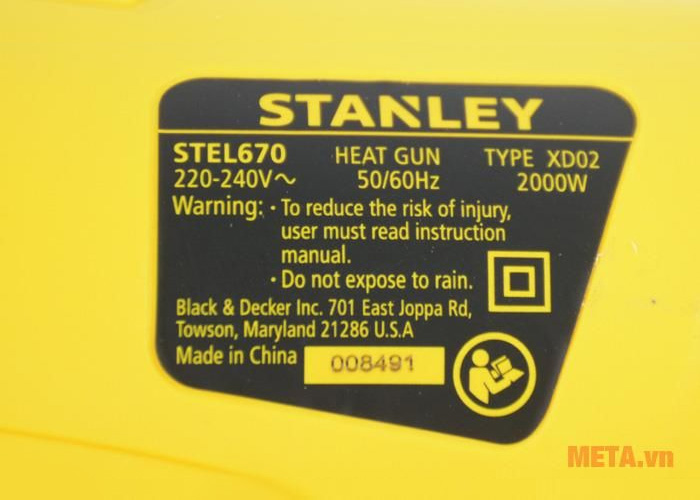 STANLEY
STEL670 HEAT GUN TYPE XD02
220-240V~ 50/60Hz 2000W
Warning: • To reduce the risk of injury,
user must read instruction
manual.
• Do not expose to rain.
Black & Decker Inc. 701 East Joppa Rd,
Towson, Maryland 21286 U.S.A
Made in China 008491
META.vn